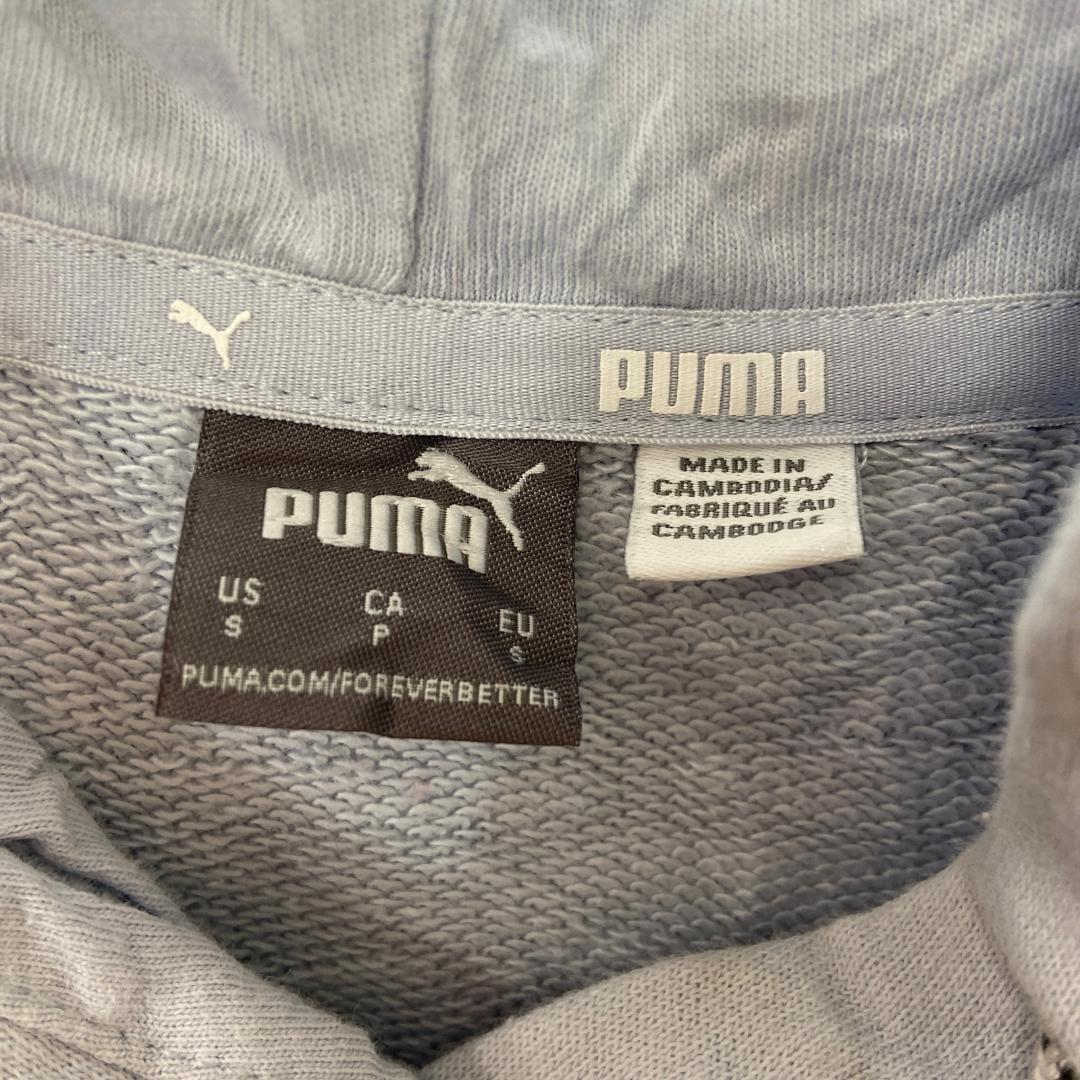 PUMA
PUMA
US CA EU
S P S
PUMA.COM/FOREVERBETTER
MADE IN
CAMBODIA/
FABRIQUÉ AU
CAMBODGE